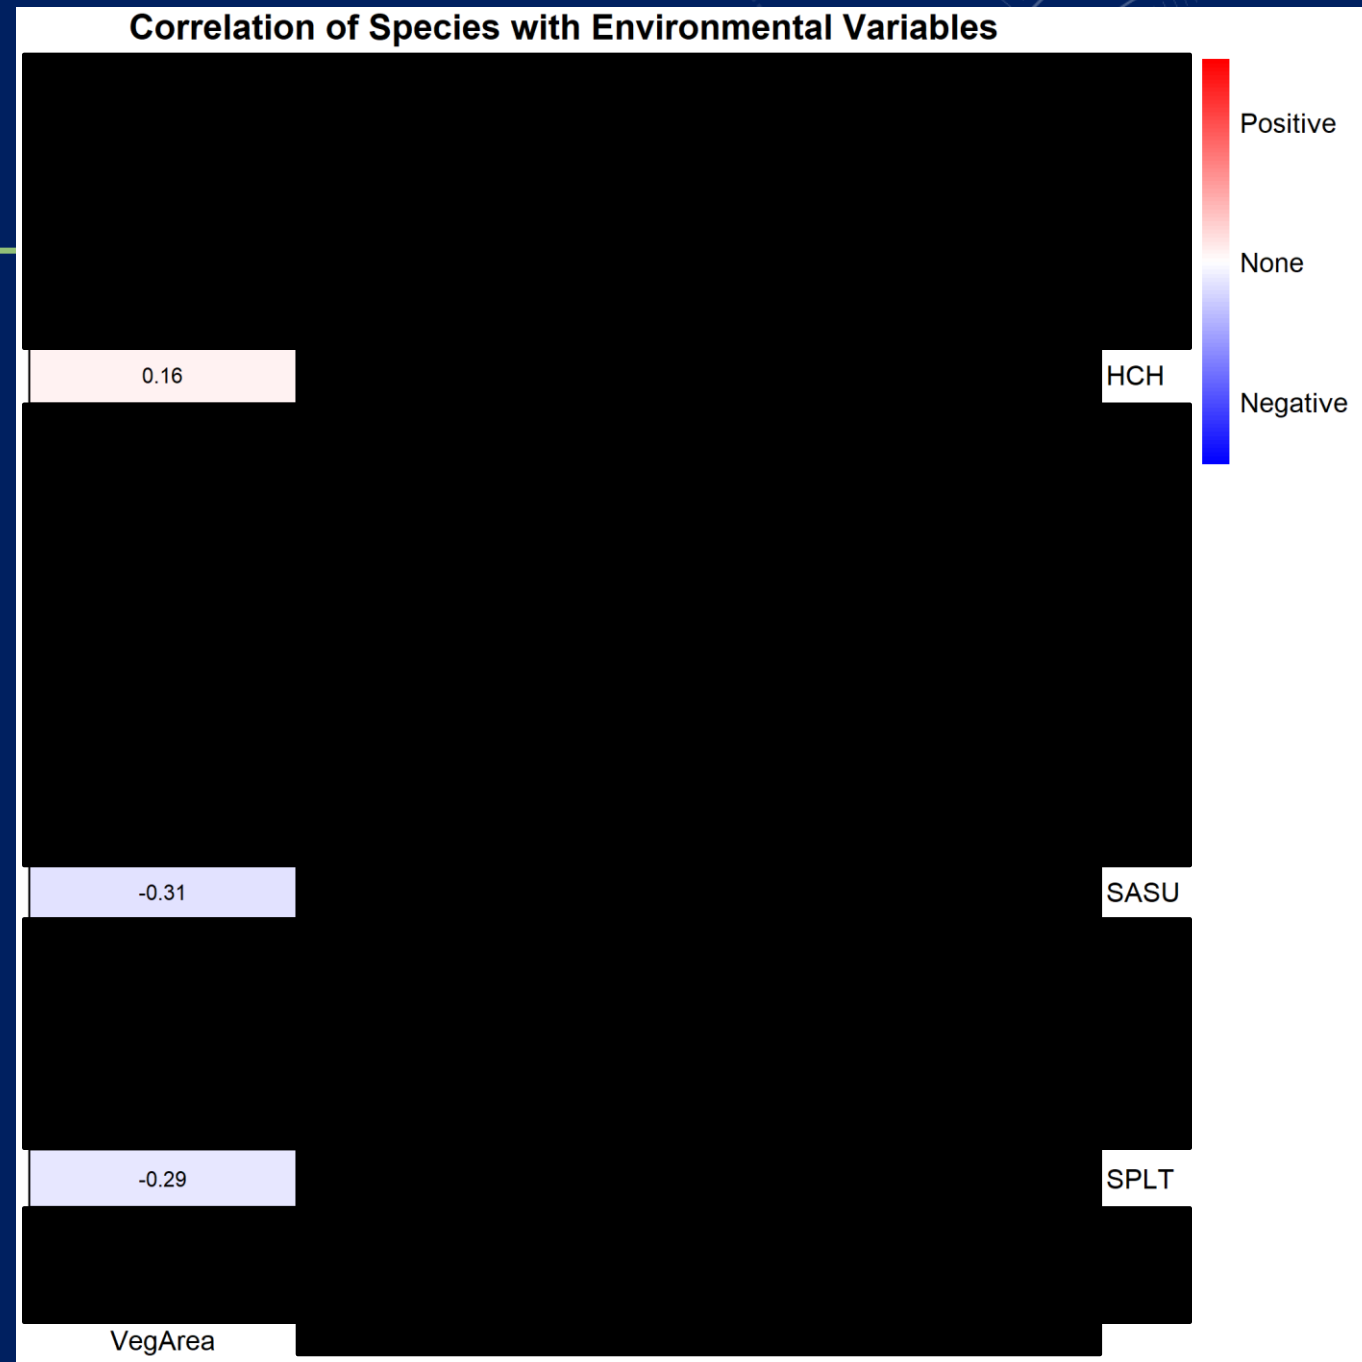 Correlation of Species with Environmental Variables
Positive
None
Negative
0.16 HCH
-0.31 SASU
-0.29 SPLT
VegArea